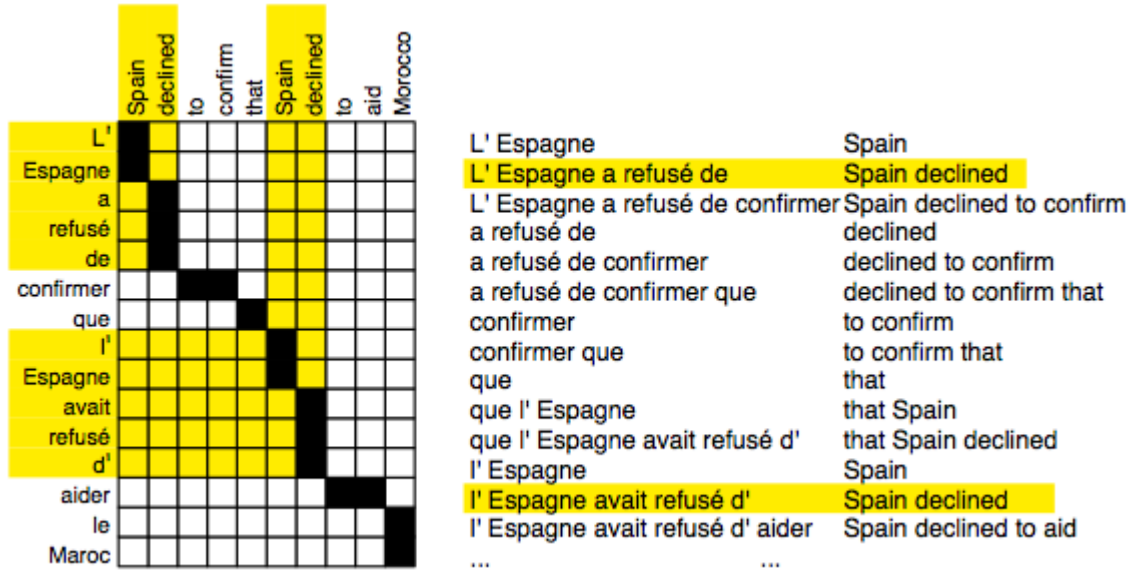 Spain declined to confirm that Spain declined to aid Morocco
L'
Espagne
a
refusé
de
confirmer
que
l'
Espagne
avait
refusé
d'
aider
le
Maroc
L' Espagne Spain
L' Espagne a refusé de Spain declined
L' Espagne a refusé de confirmer Spain declined to confirm
a refusé de declined
a refusé de confirmer declined to confirm
a refusé de confirmer que declined to confirm that
confirmer to confirm
confirmer que to confirm that
que that
que l' Espagne that Spain
que l' Espagne avait refusé d' that Spain declined
l' Espagne Spain
l' Espagne avait refusé d' Spain declined
l' Espagne avait refusé d' aider Spain declined to aid
... ...